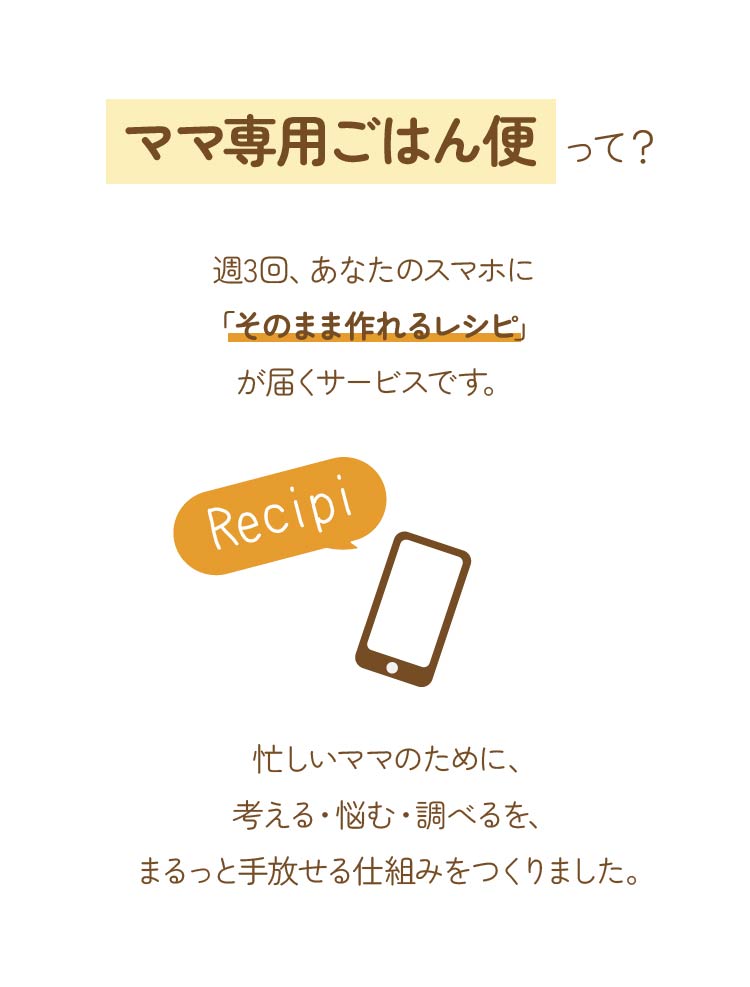 ママ専用ごはん便 って？
週3回、あなたのスマホに
「そのまま作れるレシピ」
が届くサービスです。
Recipi
忙しいママのために、
考える・悩む・調べるを、
まるっと手放せる仕組みをつくりました。